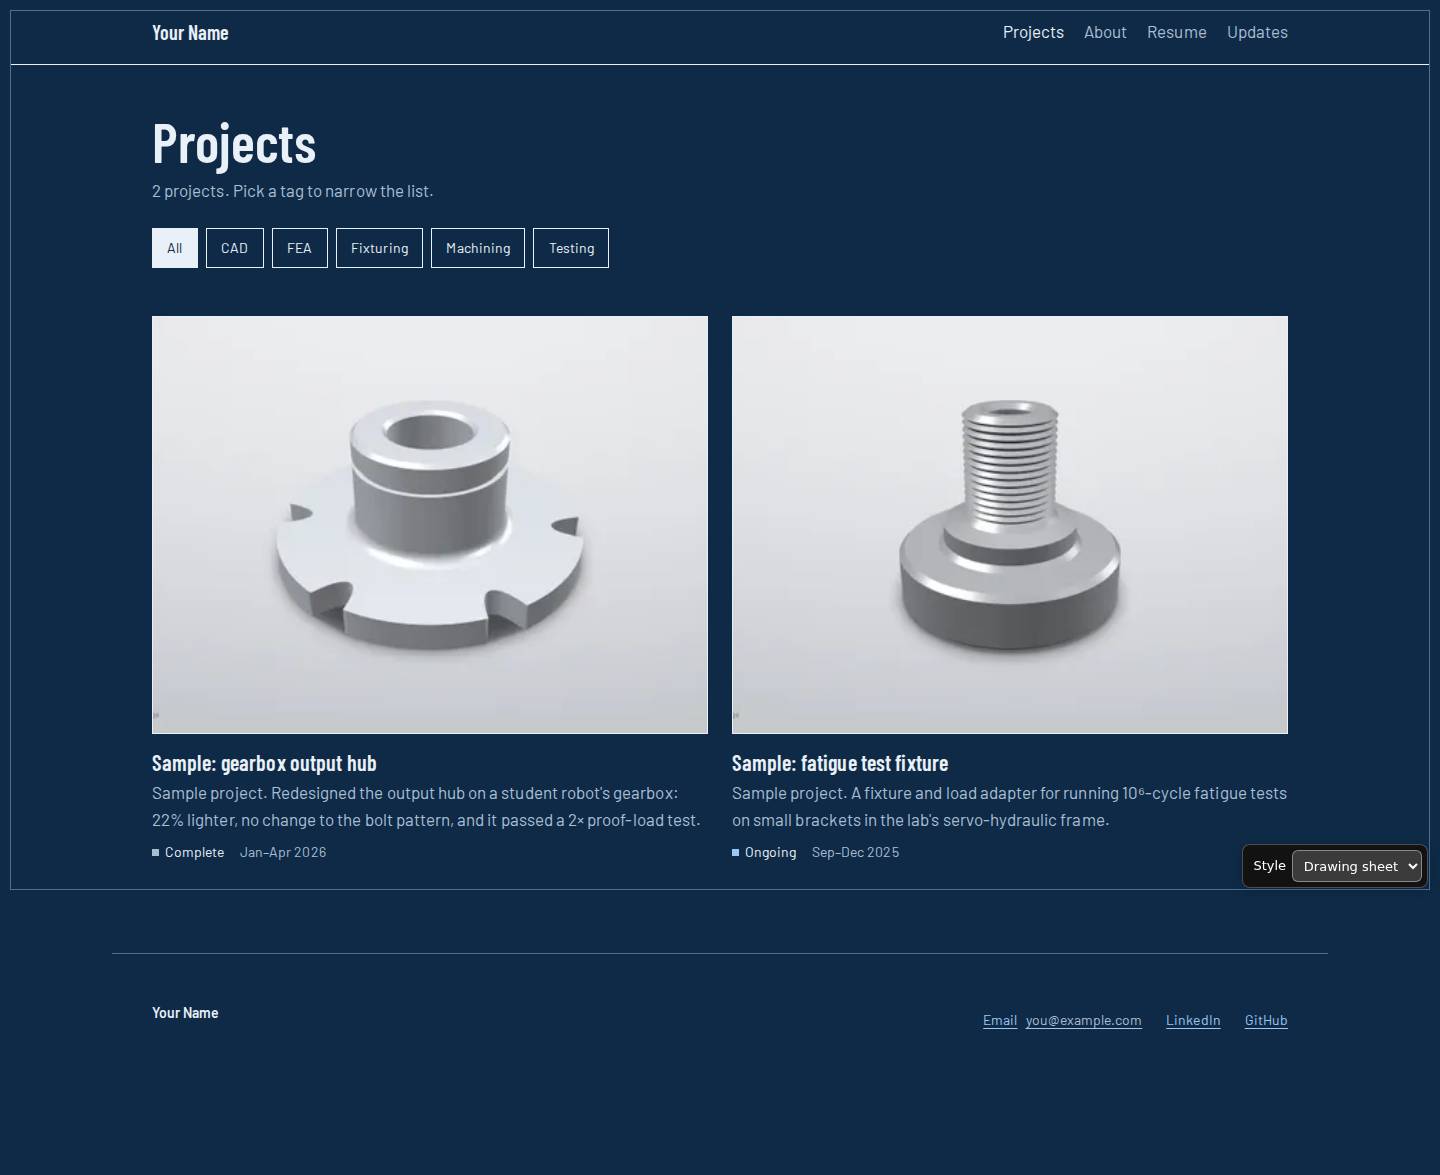 Your Name
Projects About Resume Updates
Projects
2 projects. Pick a tag to narrow the list.
All CAD FEA Fixturing Machining Testing
Sample: gearbox output hub
Sample project. Redesigned the output hub on a student robot's gearbox:
22% lighter, no change to the bolt pattern, and it passed a 2× proof-load test.
Complete Jan–Apr 2026
Sample: fatigue test fixture
Sample project. A fixture and load adapter for running 10⁶-cycle fatigue tests
on small brackets in the lab's servo-hydraulic frame.
Ongoing Sep–Dec 2025
Style Drawing sheet
Your Name
Email you@example.com LinkedIn GitHub